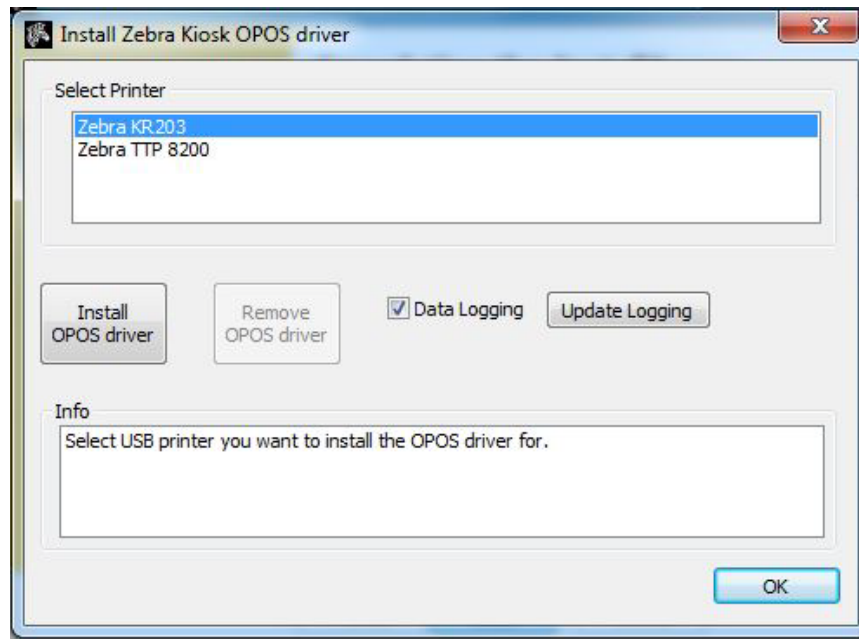 Install Zebra Kiosk OPOS driver
Select Printer
Zebra KR203
Zebra TTP 8200
Install
OPOS driver
Remove
OPOS driver
Data Logging
Update Logging
Info
Select USB printer you want to install the OPOS driver for.
OK